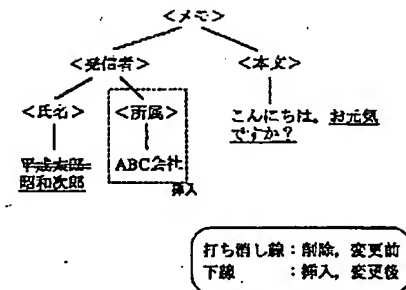 <メモ>
<発信者>
<本文>
<氏名>
<所属>
こんにちは。お元気
ですか？
平成太郎
昭和次郎
ABC会社
挿入
打ち消し線：削除，変更前
下線　　　：挿入，変更後